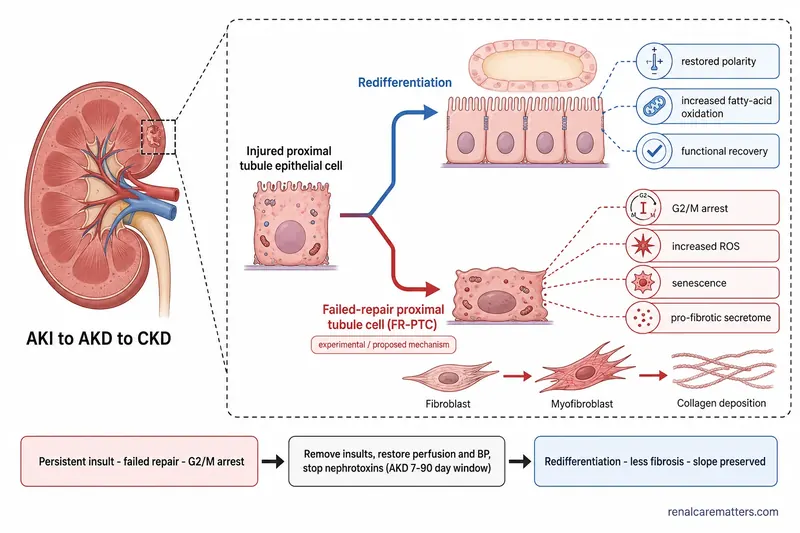 Redifferentiation
restored polarity
increased fatty-acid
oxidation
functional recovery
Injured proximal
tubule epithelial cell
G2/M arrest
G2
M
M
increased ROS
senescence
pro-fibrotic secretome
Failed-repair proximal
tubule cell (FR-PTC)
experimental / proposed mechanism
AKI to AKD to CKD
Fibroblast
Myofibroblast
Collagen deposition
Persistent insult - failed repair - G2/M arrest
Remove insults, restore perfusion and BP,
stop nephrotoxins (AKD 7-90 day window)
Redifferentiation - less fibrosis - slope preserved
renalcarematters.com